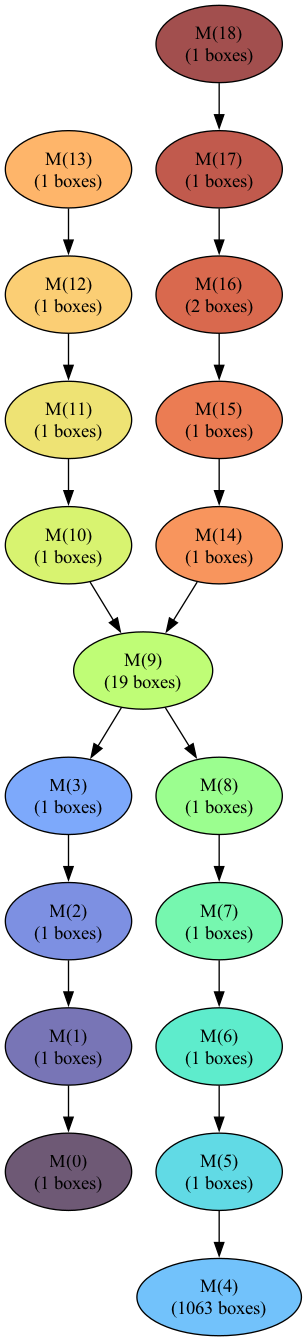 M(18)
(1 boxes)
M(13)
(1 boxes)
M(17)
(1 boxes)
M(12)
(1 boxes)
M(16)
(2 boxes)
M(11)
(1 boxes)
M(15)
(1 boxes)
M(10)
(1 boxes)
M(14)
(1 boxes)
M(9)
(19 boxes)
M(3)
(1 boxes)
M(8)
(1 boxes)
M(2)
(1 boxes)
M(7)
(1 boxes)
M(1)
(1 boxes)
M(6)
(1 boxes)
M(0)
(1 boxes)
M(5)
(1 boxes)
M(4)
(1063 boxes)